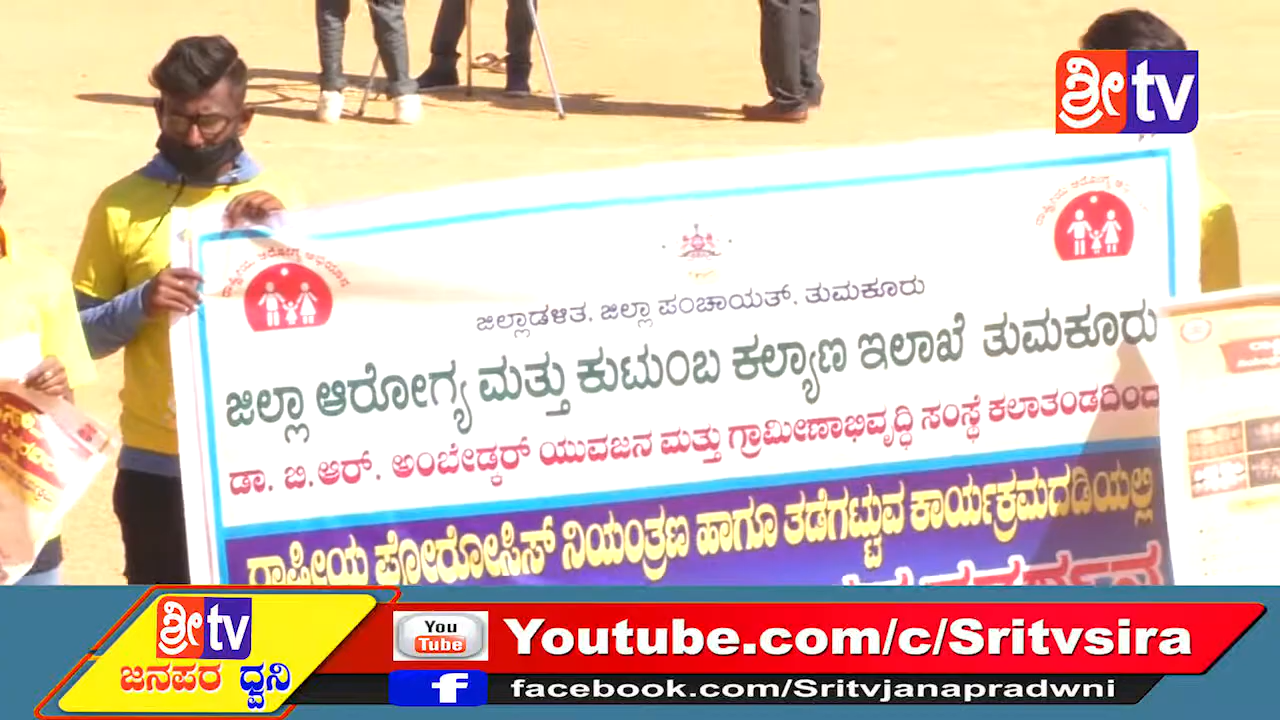 ಶ್ರೀ tv
ಜಿಲ್ಲಾಡಳಿತ, ಜಿಲ್ಲಾ ಪಂಚಾಯತ್, ತುಮಕೂರು
ಜಿಲ್ಲಾ ಆರೋಗ್ಯ ಮತ್ತು ಕುಟುಂಬ ಕಲ್ಯಾಣ ಇಲಾಖೆ ತುಮಕೂರು
ಡಾ. ಬಿ.ಆರ್. ಅಂಬೇಡ್ಕರ್ ಯುವಜನ ಮತ್ತು ಗ್ರಾಮೀಣಾಭಿವೃದ್ಧಿ ಸಂಸ್ಥೆ ಕಲಾತಂಡದಿಂದ
ರಾಷ್ಟ್ರೀಯ ಫ್ಲೋರೋಸಿಸ್ ನಿಯಂತ್ರಣ ಹಾಗೂ ತಡೆಗಟ್ಟುವ ಕಾರ್ಯಕ್ರಮದಡಿಯಲ್ಲಿ
ಶ್ರೀ tv
ಜನಪರ ಧ್ವನಿ
You Tube
Youtube.com/c/Sritvsira
f
facebook.com/Sritvjanapradwni